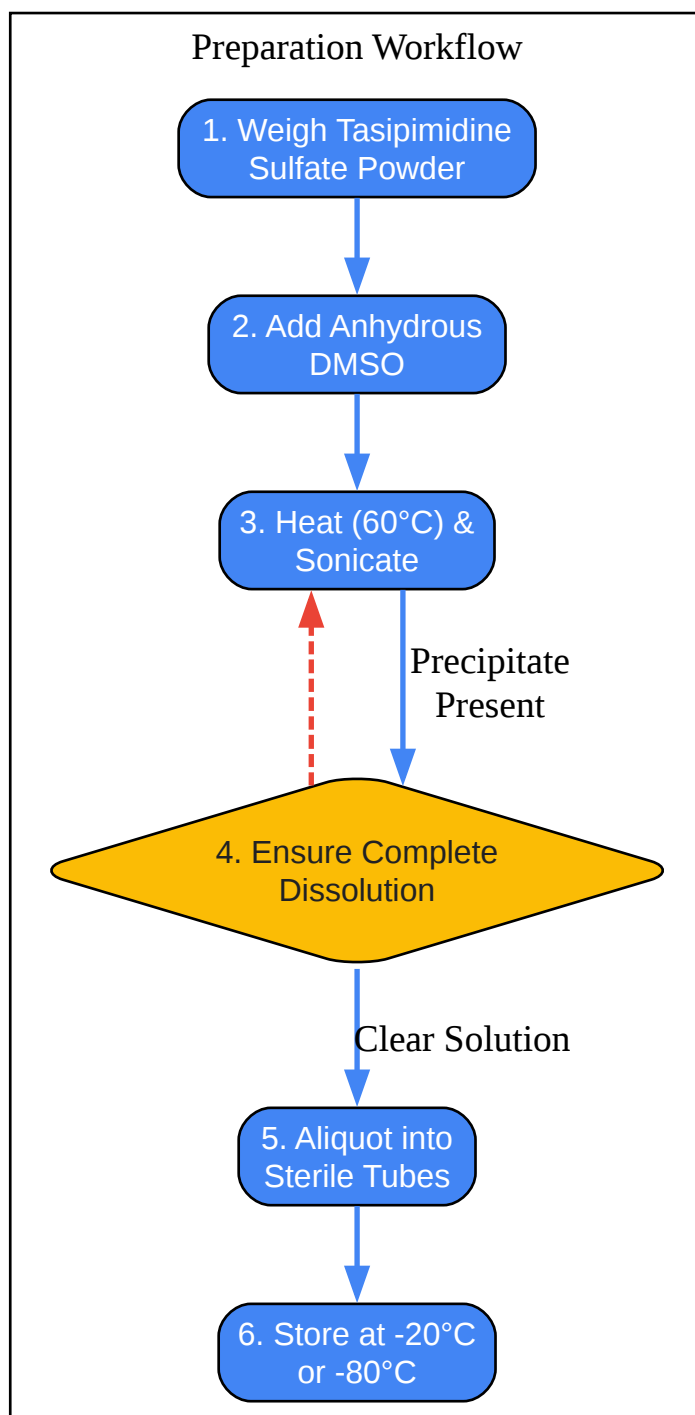 Preparation Workflow
1. Weigh Tasipimidine
Sulfate Powder
2. Add Anhydrous
DMSO
3. Heat (60°C) &
Sonicate
Precipitate
Present
4. Ensure Complete
Dissolution
Clear Solution
5. Aliquot into
Sterile Tubes
6. Store at -20°C
or -80°C